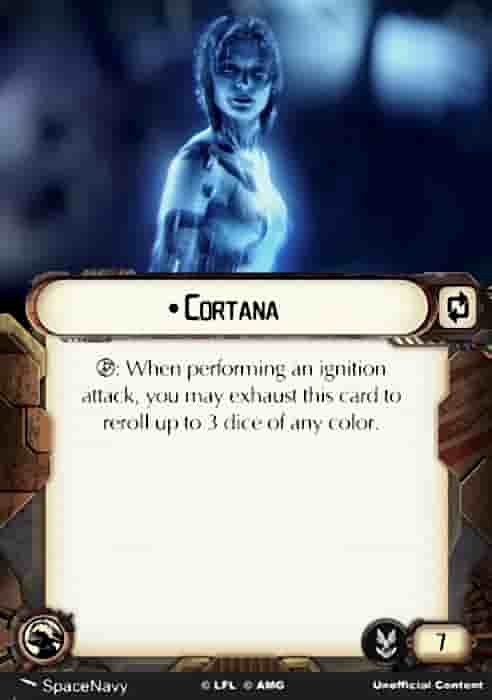 • Cortana
: When performing an ignition
attack, you may exhaust this card to
reroll up to 3 dice of any color.
7
SpaceNavy
© LFL © AMG
Unofficial Content